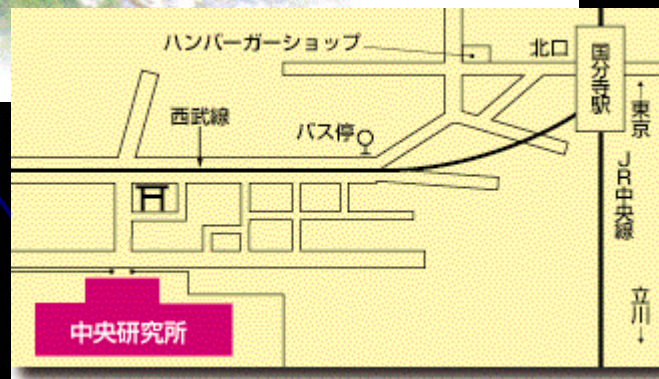 ハンバーガーショップ
北口
国分寺駅
西武線
バス停
↑東京
JR中央線
立川↓
中央研究所